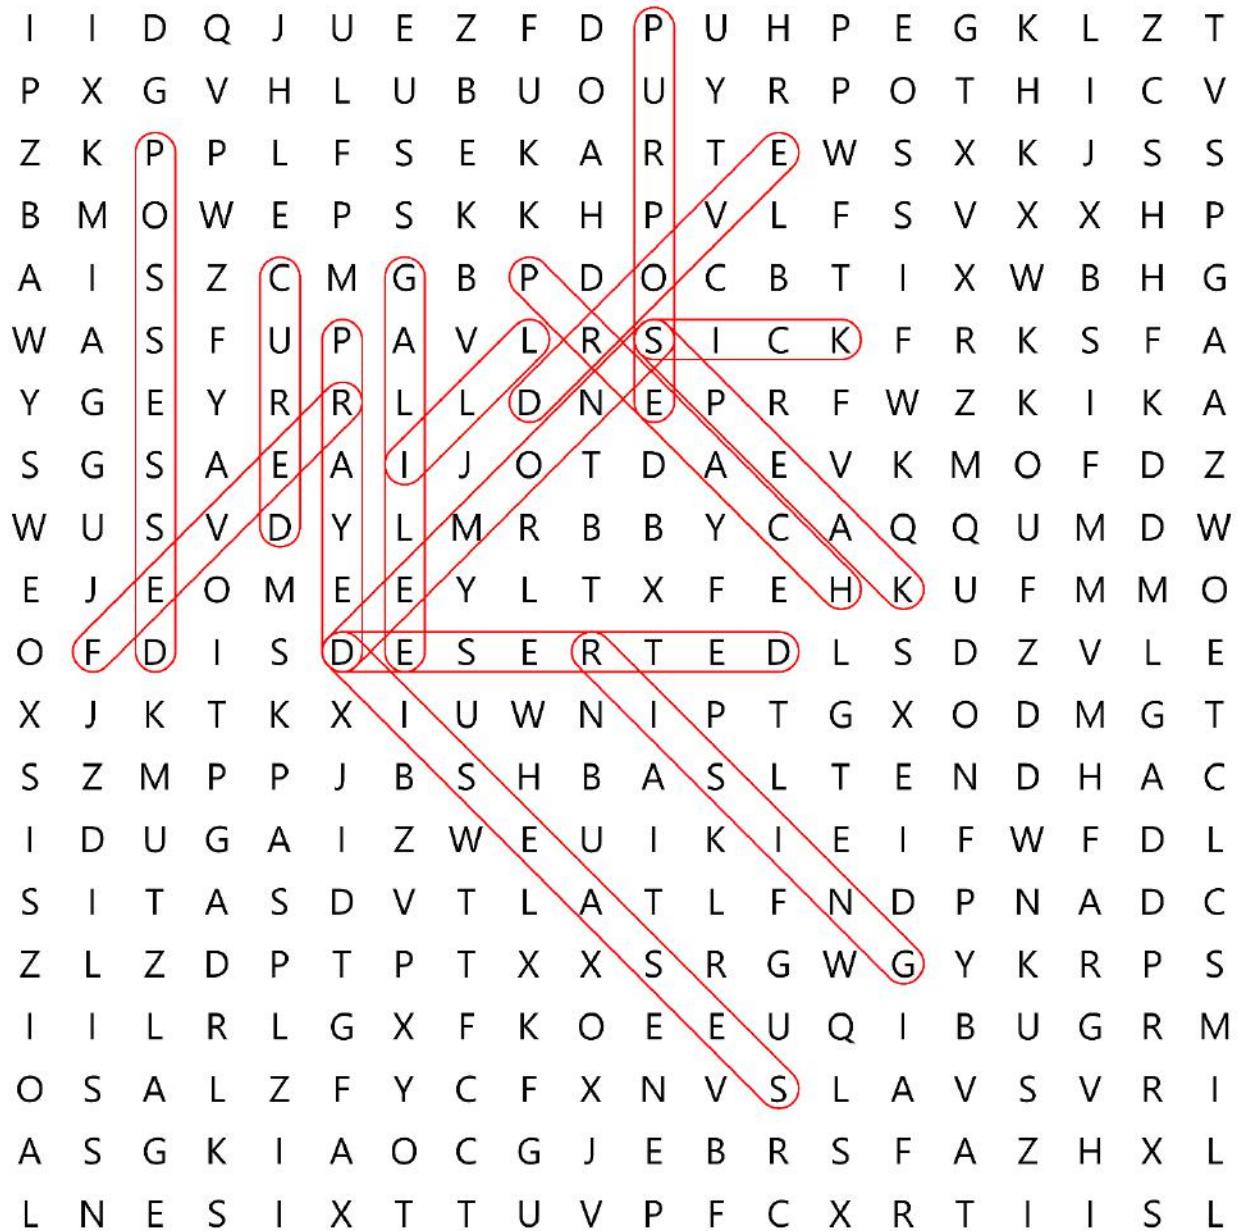 I I D Q J U E Z F D P U H P E G K L Z T
P X G V H L U B U O U Y R P O T H I C V
Z K P P L F S E K A R T E W S X K J S S
B M O W E P S K K H P V L F S V X X H P
A I S Z C M G B P D O C B T I X W B H G
W A S F U P A V L R S I C K F R K S F A
Y G E Y R R L L D N E P R F W Z K I K A
S G S A E A I J O T D A E V K M O F D Z
W U S V D Y L M R B B Y C A Q Q U M D W
E J E O M E E Y L T X F E H K U F M M O
O F D I S D E S E R T E D L S D Z V L E
X J K T K X I U W N I P T G X O D M G T
S Z M P P J B S H B A S L T E N D H A C
I D U G A I Z W E U I K I E I F W F D L
S I T A S D V T L A T L F N D P N A D C
Z L Z D P T P T X X S R G W G Y K R P S
I I L R L G X F K O E E U Q I B U G R M
O S A L Z F Y C F X N V S L A V S V R I
A S G K I A O C G J E B R S F A Z H X L
L N E S I X T T U V P F C X R T I I S L